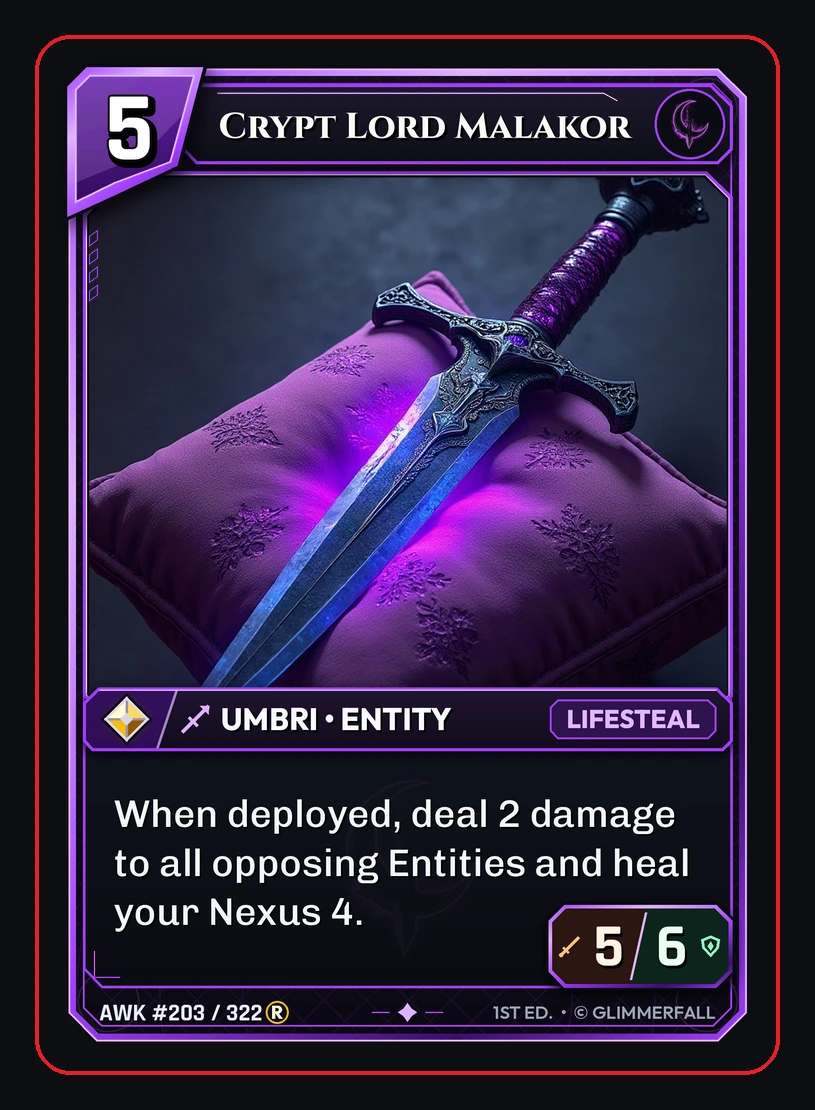 5
CRYPT LORD MALAKOR
UMBRI • ENTITY
LIFESTEAL
When deployed, deal 2 damage
to all opposing Entities and heal
your Nexus 4.
5/6
AWK #203 / 322 R
1ST ED. • © GLIMMERFALL